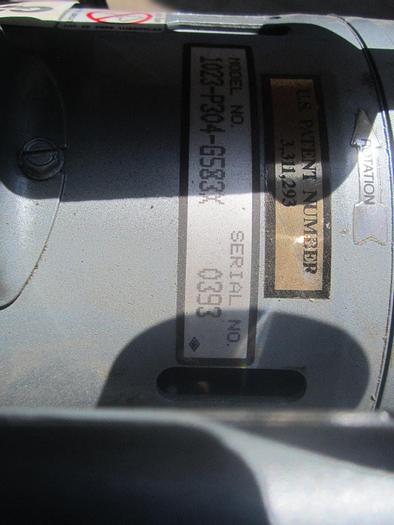 MODEL NO. SERIAL NO.
1023-P304-G583X 0393
U.S. PATENT NUMBER
3,311,293
ROTATION